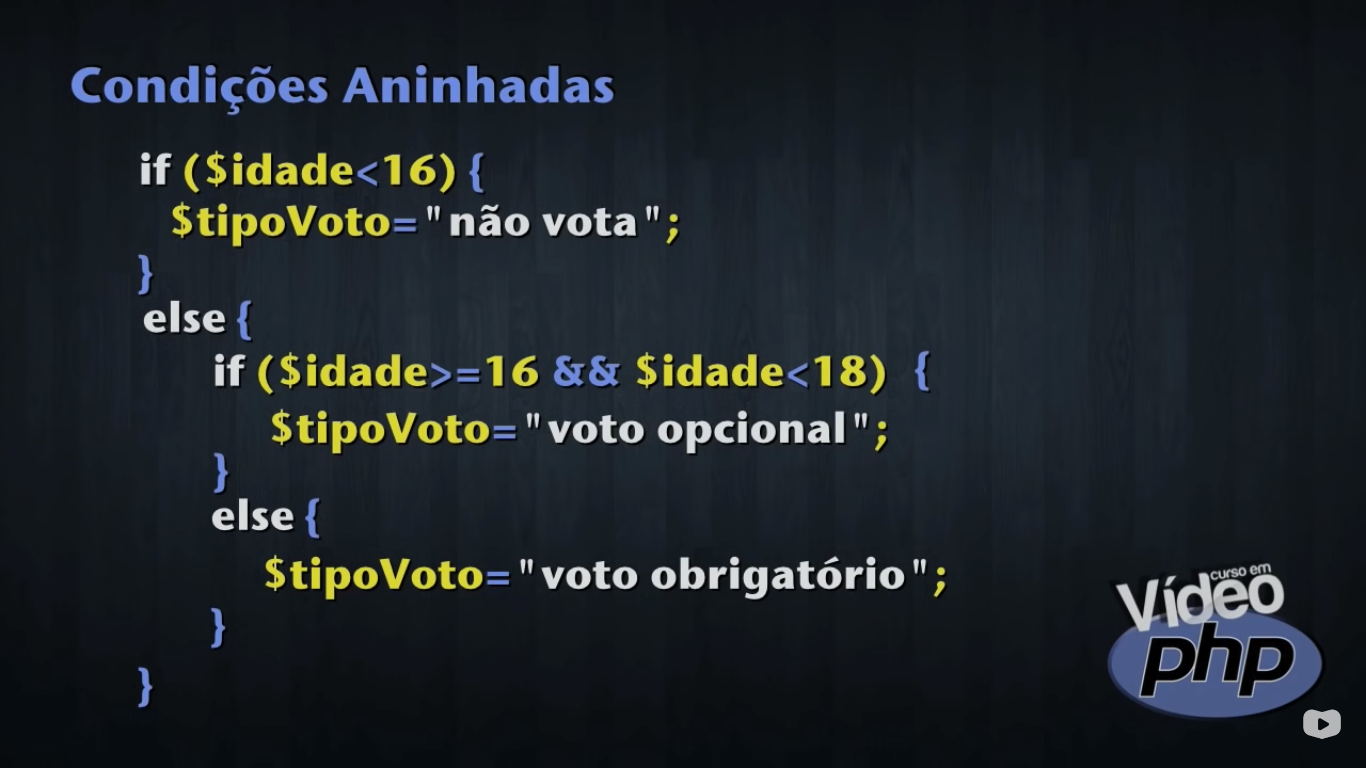 Condições Aninhadas
if ($idade<16) {
$tipoVoto="não vota";
}
else {
if ($idade>=16 && $idade<18) {
$tipoVoto="voto opcional";
}
else {
$tipoVoto="voto obrigatório";
}
}
curso em
Vídeo
php